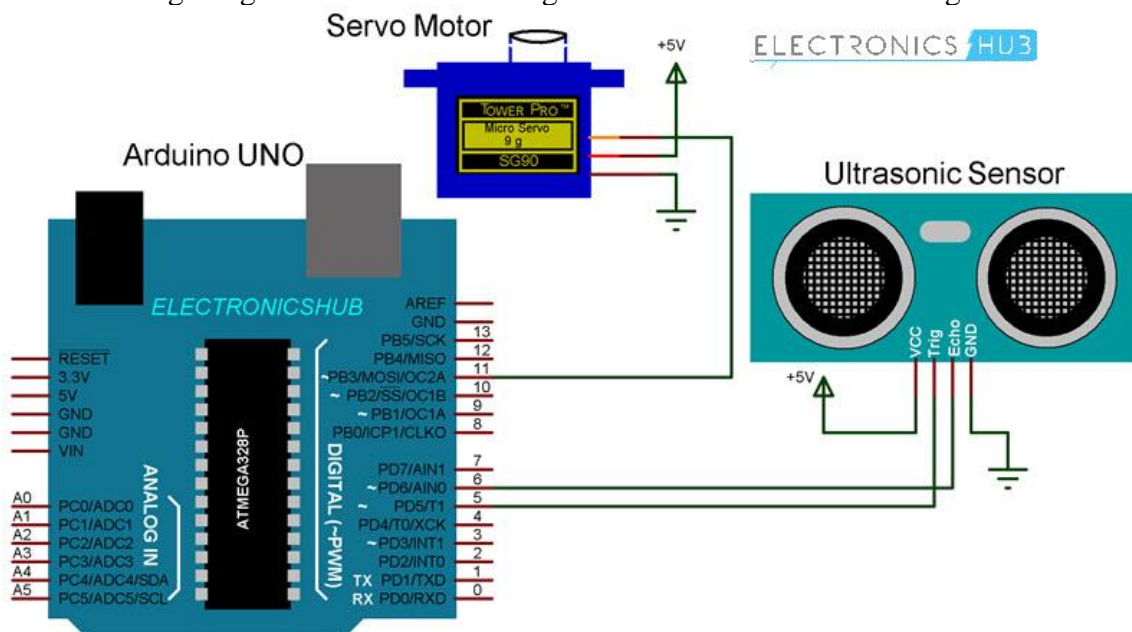 Servo Motor
+5V
ELECTRONICS HUB
TOWER PRO™
Micro Servo
9 g
SG90
Arduino UNO
Ultrasonic Sensor
ELECTRONICSHUB
VCC
Trig
Echo
GND
+5V
RESET
3.3V
5V
GND
GND
VIN
ANALOG IN
A0 PC0/ADC0
A1 PC1/ADC1
A2 PC2/ADC2
A3 PC3/ADC3
A4 PC4/ADC4/SDA
A5 PC5/ADC5/SCL
ATMEGA328P
DIGITAL (~PWM)
AREF
GND
PB5/SCK 13
PB4/MISO 12
~PB3/MOSI/OC2A 11
~ PB2/SS/OC1B 10
~ PB1/OC1A 9
PB0/ICP1/CLKO 8
PD7/AIN1 7
~PD6/AIN0 6
~ PD5/T1 5
PD4/T0/XCK 4
~PD3/INT1 3
PD2/INT0 2
TX PD1/TXD 1
RX PD0/RXD 0